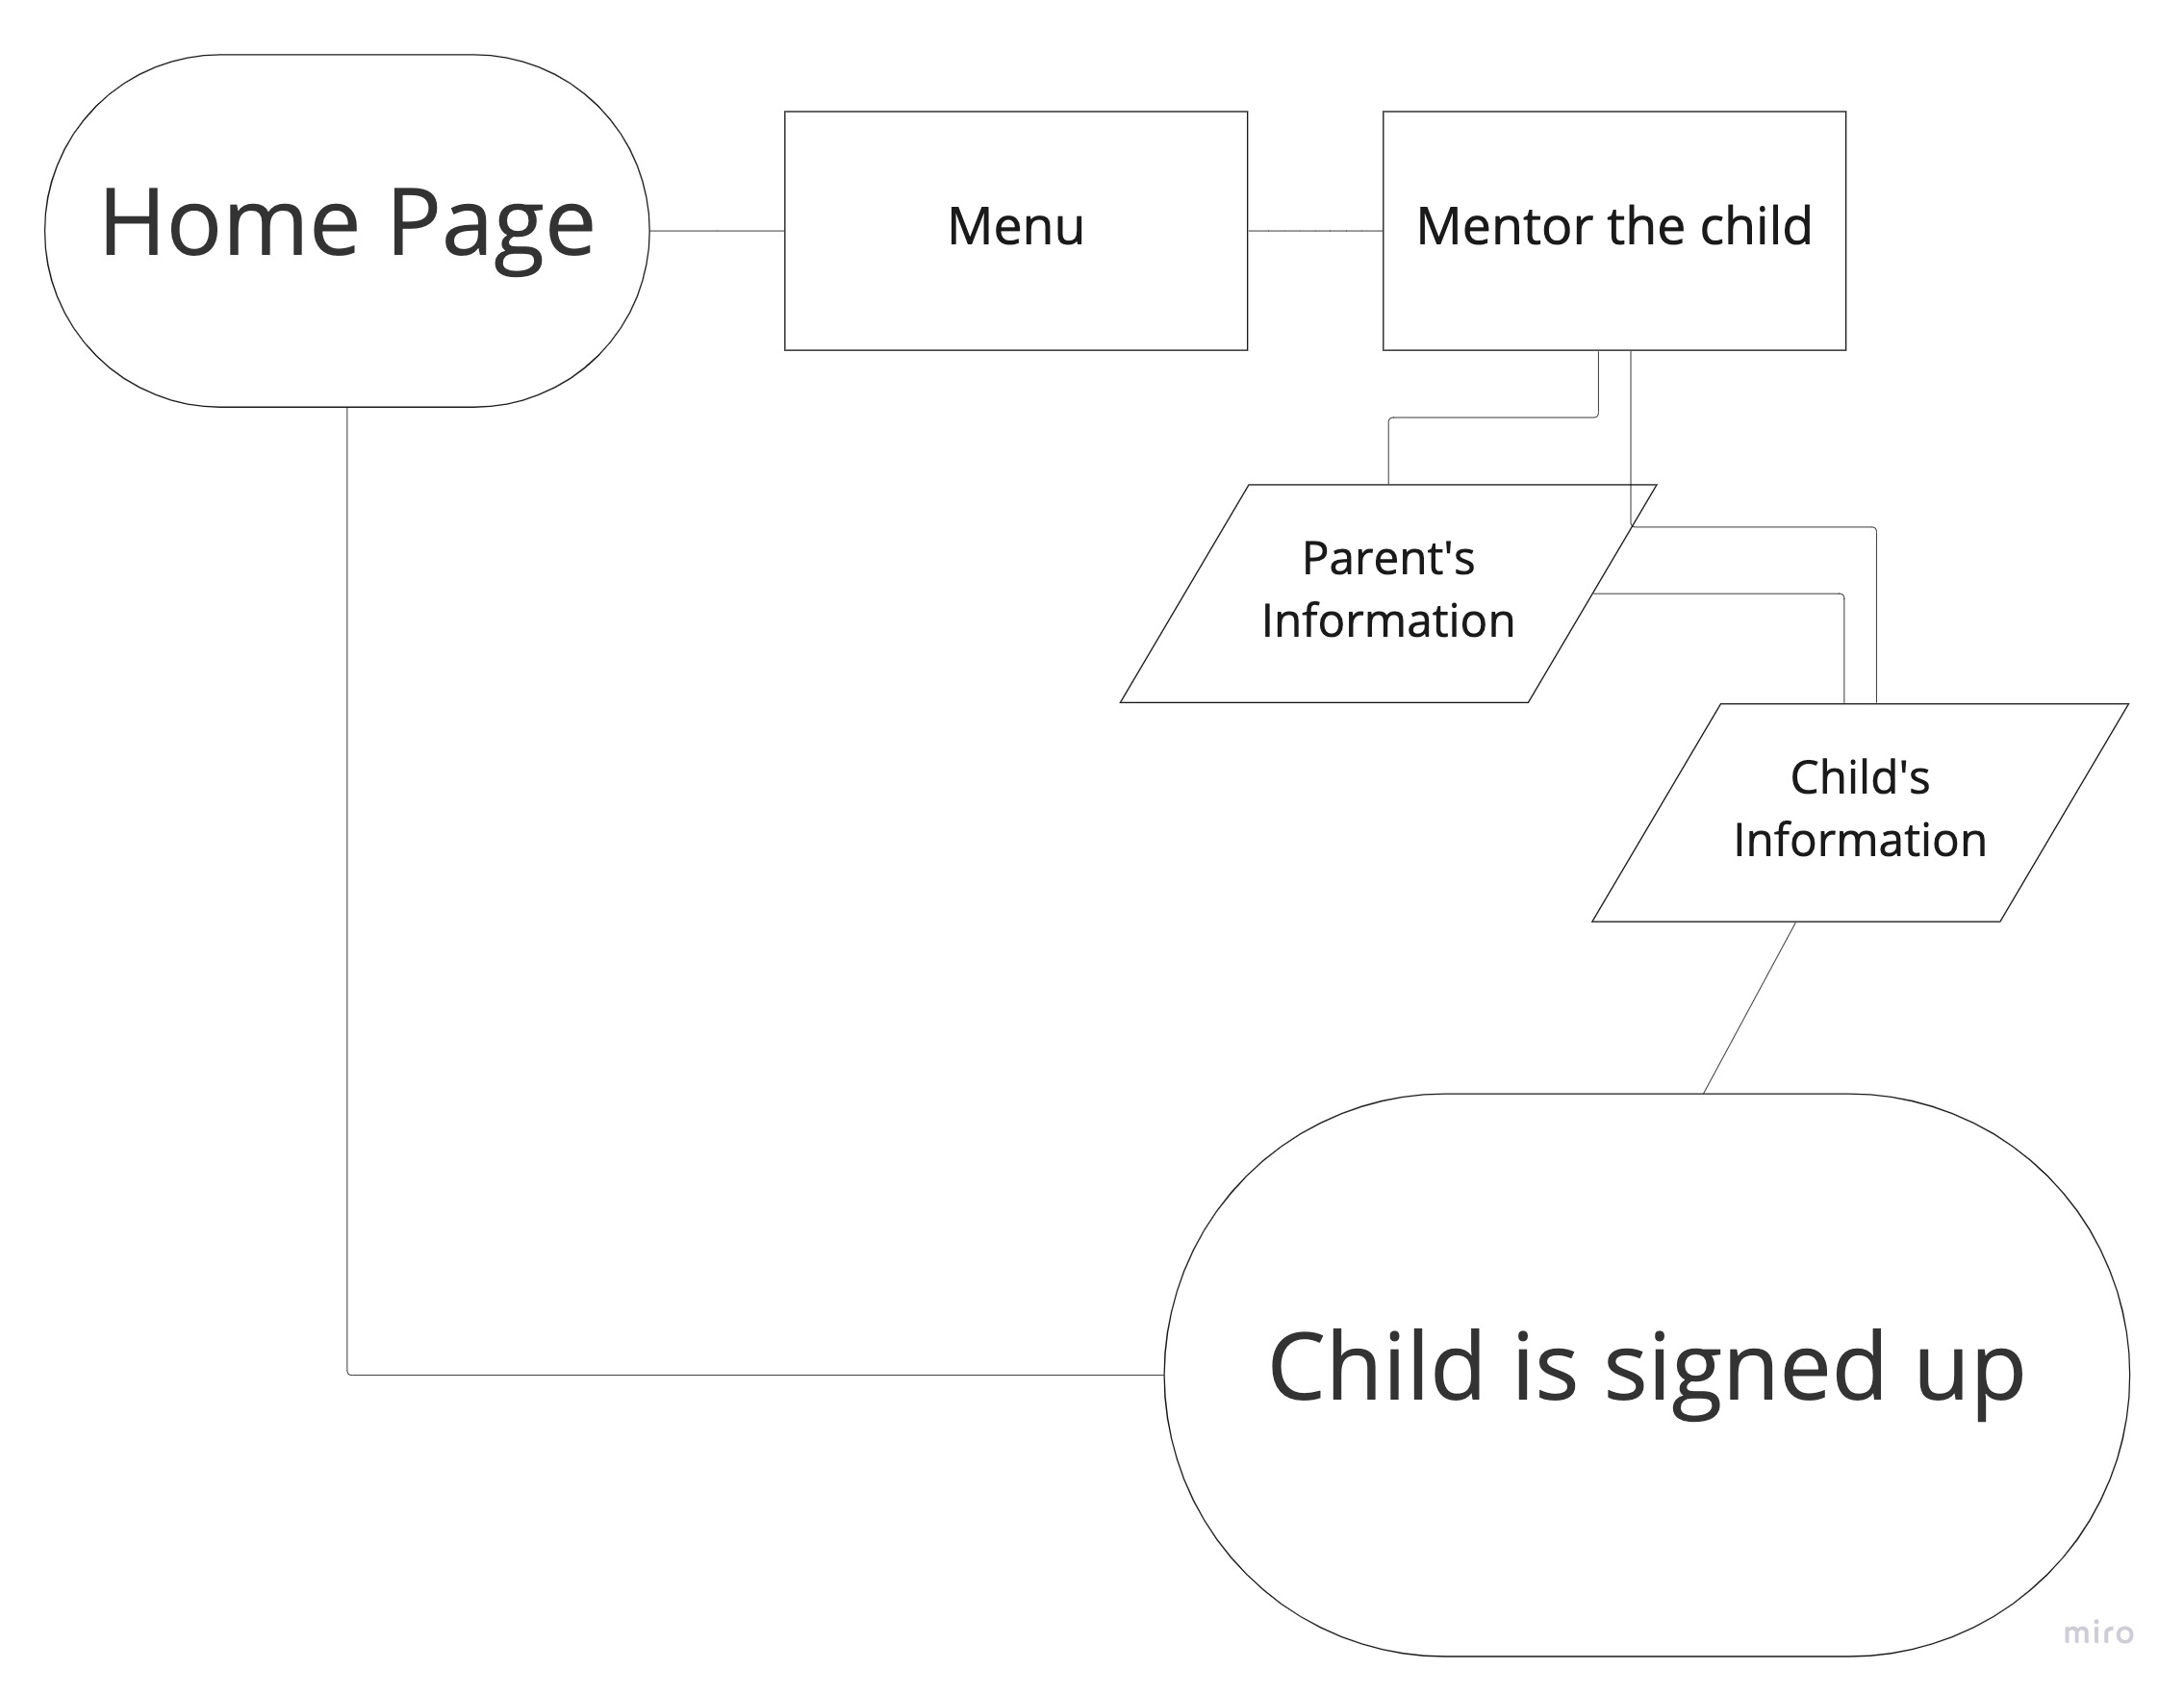 Home Page
Menu
Mentor the child
Parent's
Information
Child's
Information
Child is signed up
miro